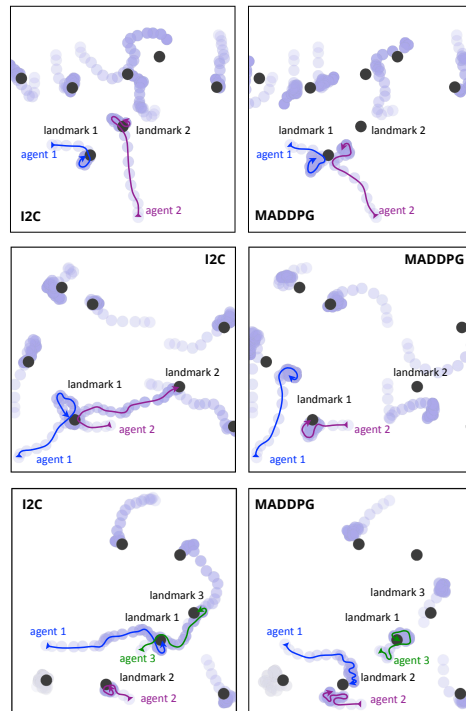 landmark 1
landmark 2
agent 1
agent 2
I2C
landmark 1
landmark 2
agent 1
agent 2
MADDPG
I2C
landmark 2
landmark 1
agent 2
agent 1
MADDPG
landmark 1
landmark 2
agent 2
agent 1
I2C
landmark 3
landmark 1
agent 1
agent 3
landmark 2
agent 2
MADDPG
landmark 3
landmark 1
agent 1
agent 3
landmark 2
agent 2